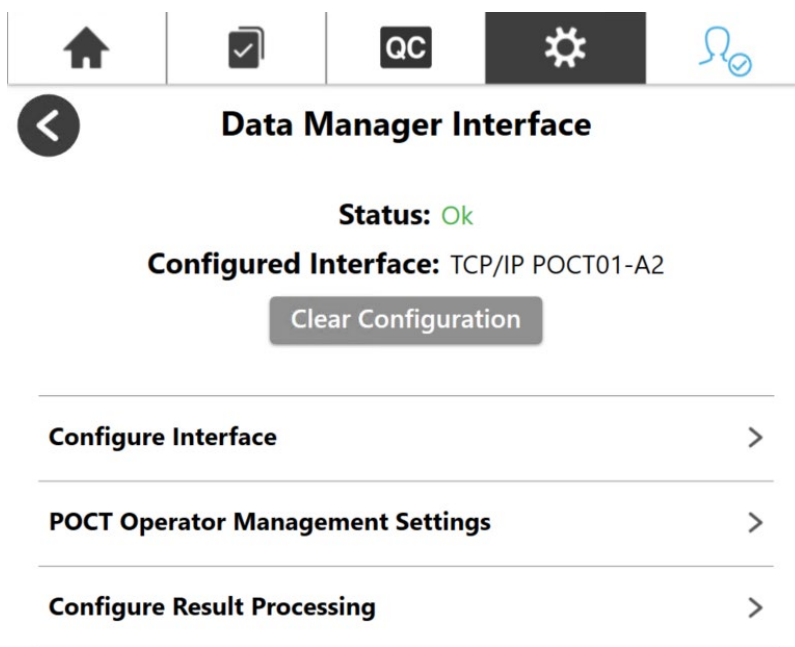 QC
Data Manager Interface
Status: Ok
Configured Interface: TCP/IP POCT01-A2
Clear Configuration
Configure Interface
POCT Operator Management Settings
Configure Result Processing